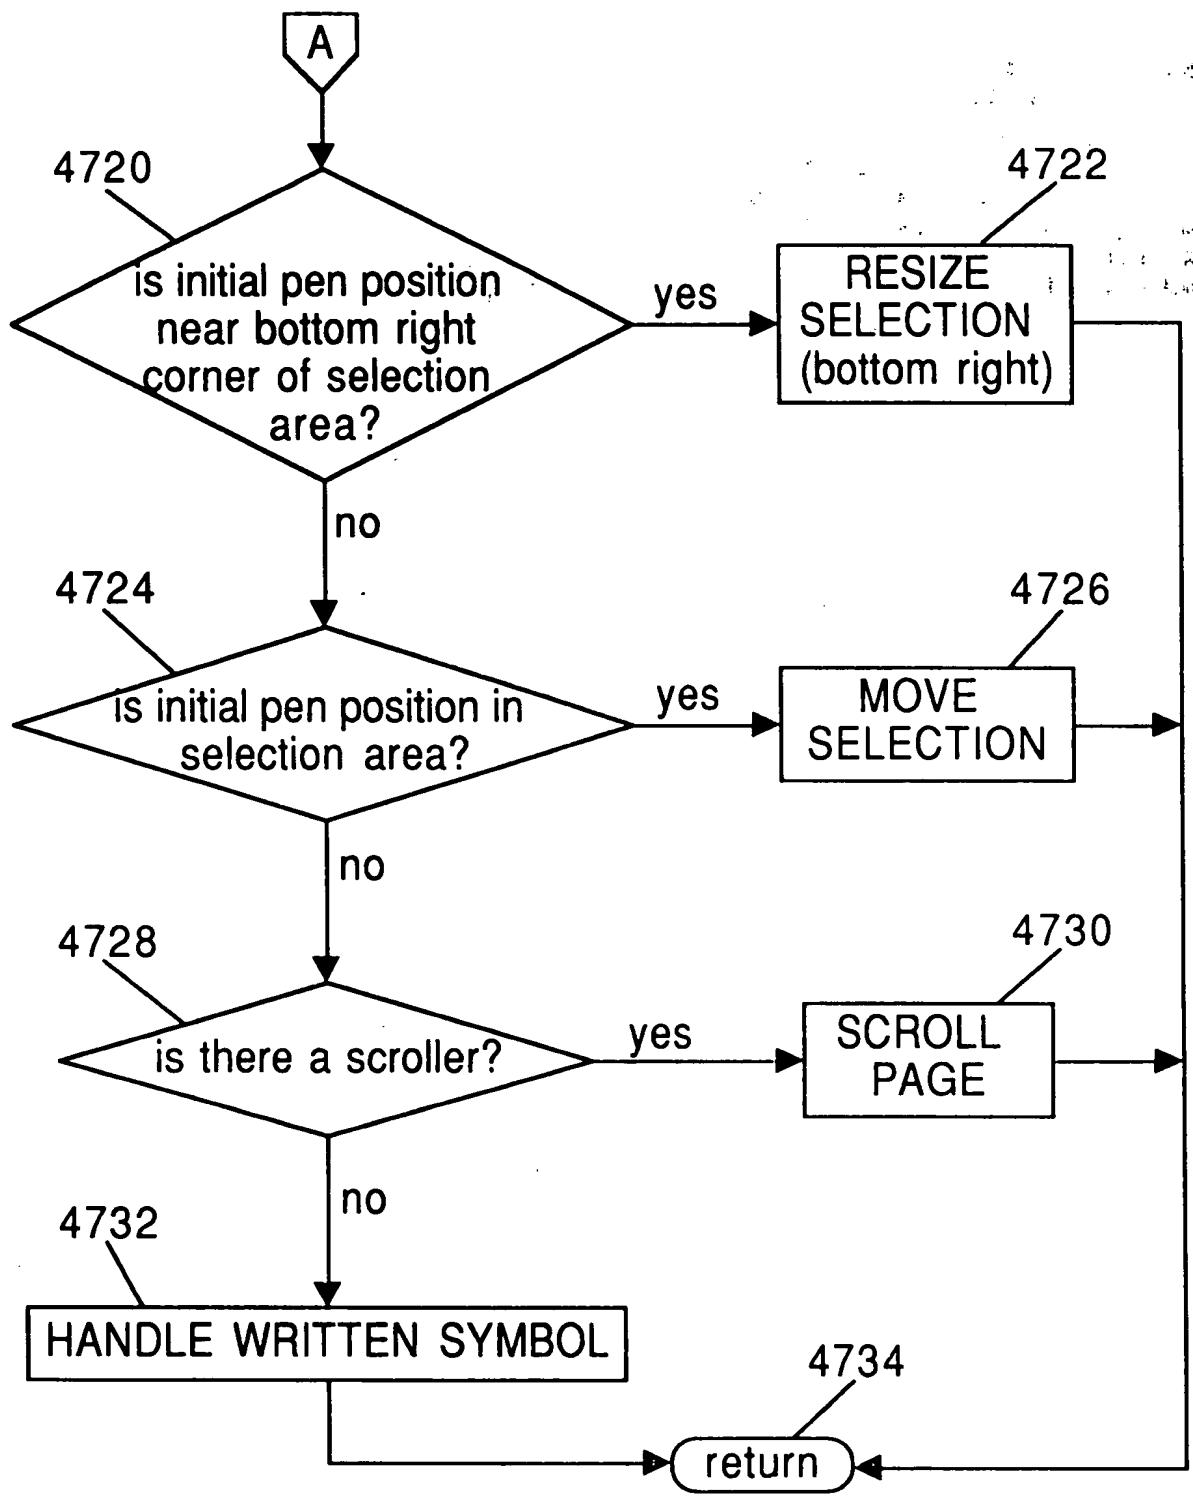 A
4720
is initial pen position
near bottom right
corner of selection
area?
yes
4722
RESIZE
SELECTION
(bottom right)
no
4724
is initial pen position in
selection area?
yes
4726
MOVE
SELECTION
no
4728
is there a scroller?
yes
4730
SCROLL
PAGE
no
4732
HANDLE WRITTEN SYMBOL
4734
return